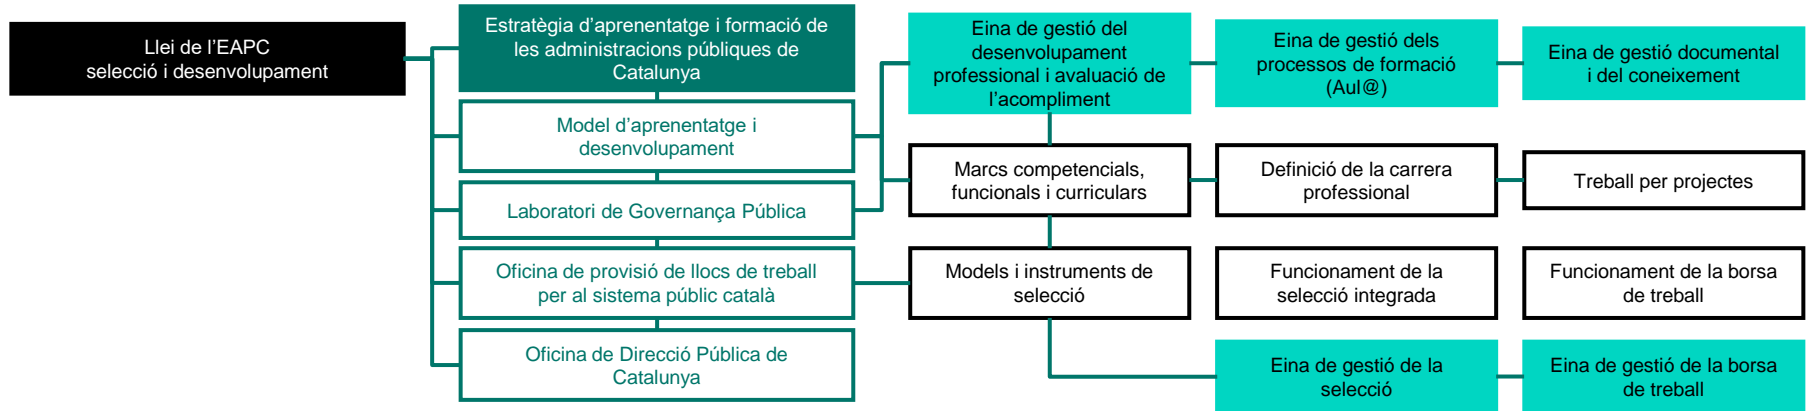 Llei de l’EAPC
selecció i desenvolupament
Estratègia d’aprenentatge i formació de
les administracions públiques de
Catalunya
Model d’aprenentatge i
desenvolupament
Laboratori de Governança Pública
Oficina de provisió de llocs de treball
per al sistema públic català
Oficina de Direcció Pública de
Catalunya
Eina de gestió del
desenvolupament
professional i avaluació de
l’acompliment
Eina de gestió dels
processos de formació
(Aul@)
Eina de gestió documental
i del coneixement
Marcs competencials,
funcionals i curriculars
Definició de la carrera
professional
Treball per projectes
Models i instruments de
selecció
Funcionament de la
selecció integrada
Funcionament de la borsa
de treball
Eina de gestió de la
selecció
Eina de gestió de la borsa
de treball